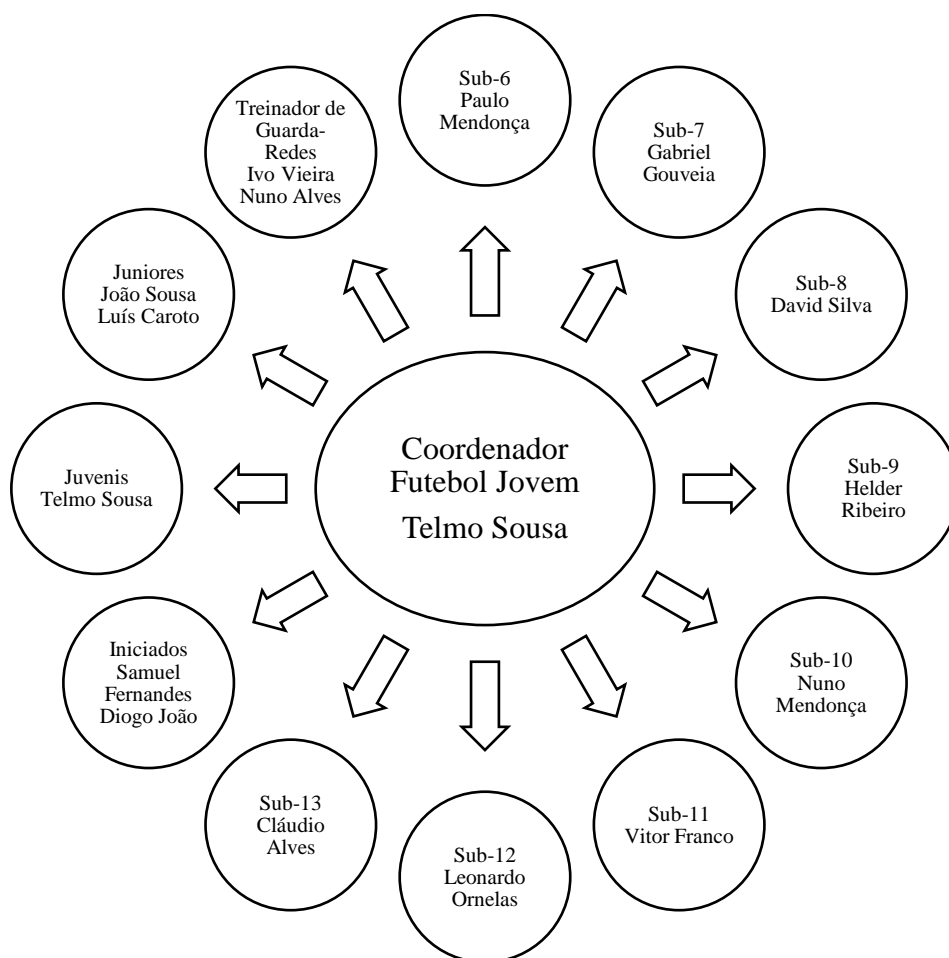 Sub-6
Paulo
Mendonça
Sub-7
Gabriel
Gouveia
Sub-8
David Silva
Sub-9
Helder
Ribeiro
Sub-10
Nuno
Mendonça
Sub-11
Vitor Franco
Sub-12
Leonardo
Ornelas
Sub-13
Cláudio
Alves
Iniciados
Samuel
Fernandes
Diogo João
Juvenis
Telmo Sousa
Juniores
João Sousa
Luís Caroto
Treinador de
Guarda-
Redes
Ivo Vieira
Nuno Alves
Coordenador
Futebol Jovem
Telmo Sousa